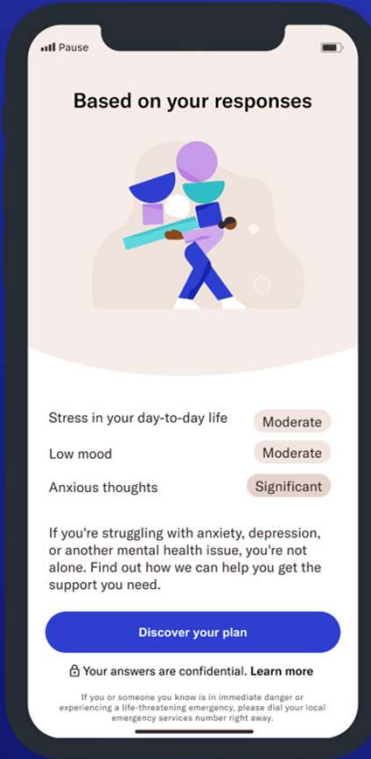 Pause
Based on your responses
Stress in your day-to-day life
Moderate
Low mood
Moderate
Anxious thoughts
Significant
If you're struggling with anxiety, depression,
or another mental health issue, you're not
alone. Find out how we can help you get the
support you need.
Discover your plan
Your answers are confidential. Learn more
If you or someone you know is in immediate danger or
experiencing a life-threatening emergency, please dial your local
emergency services number right away.